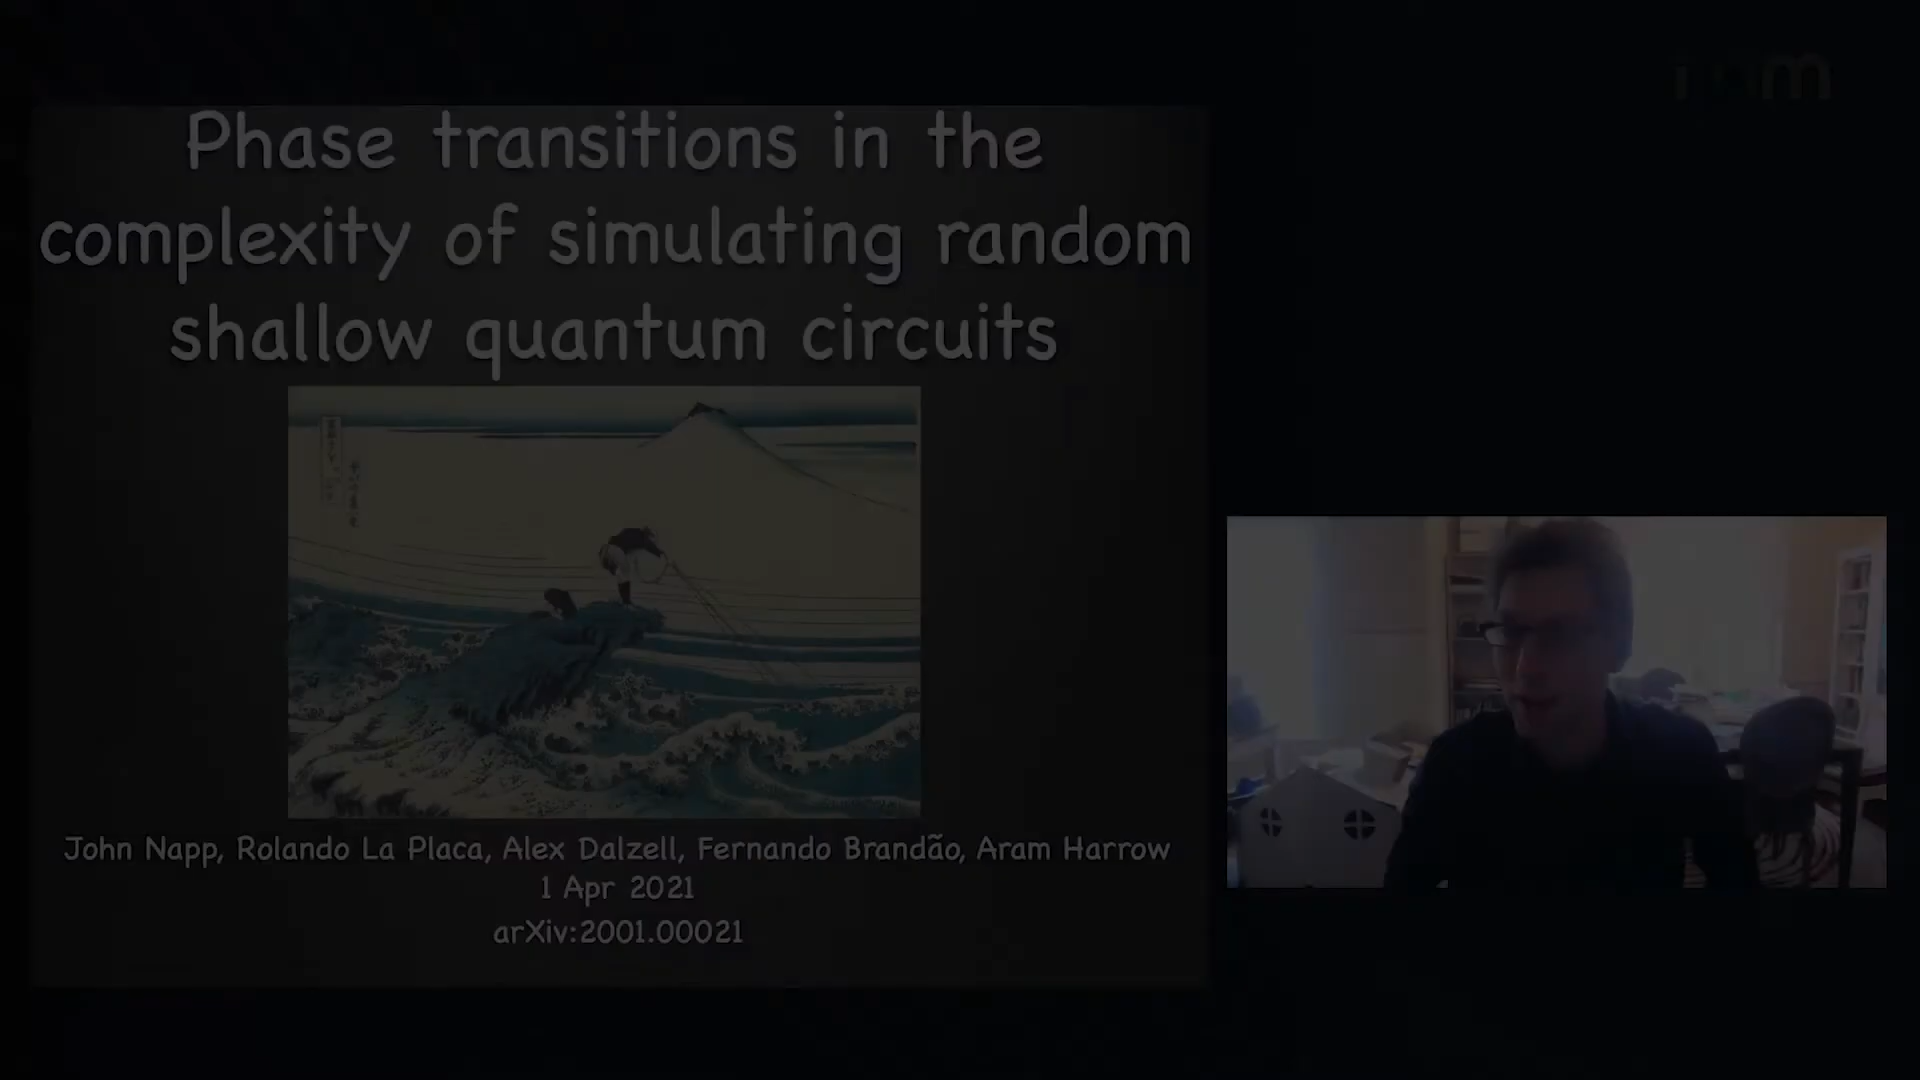 Phase transitions in the
complexity of simulating random
shallow quantum circuits
John Napp, Rolando La Placa, Alex Dalzell, Fernando Brandão, Aram Harrow
1 Apr 2021
arXiv:2001.00021